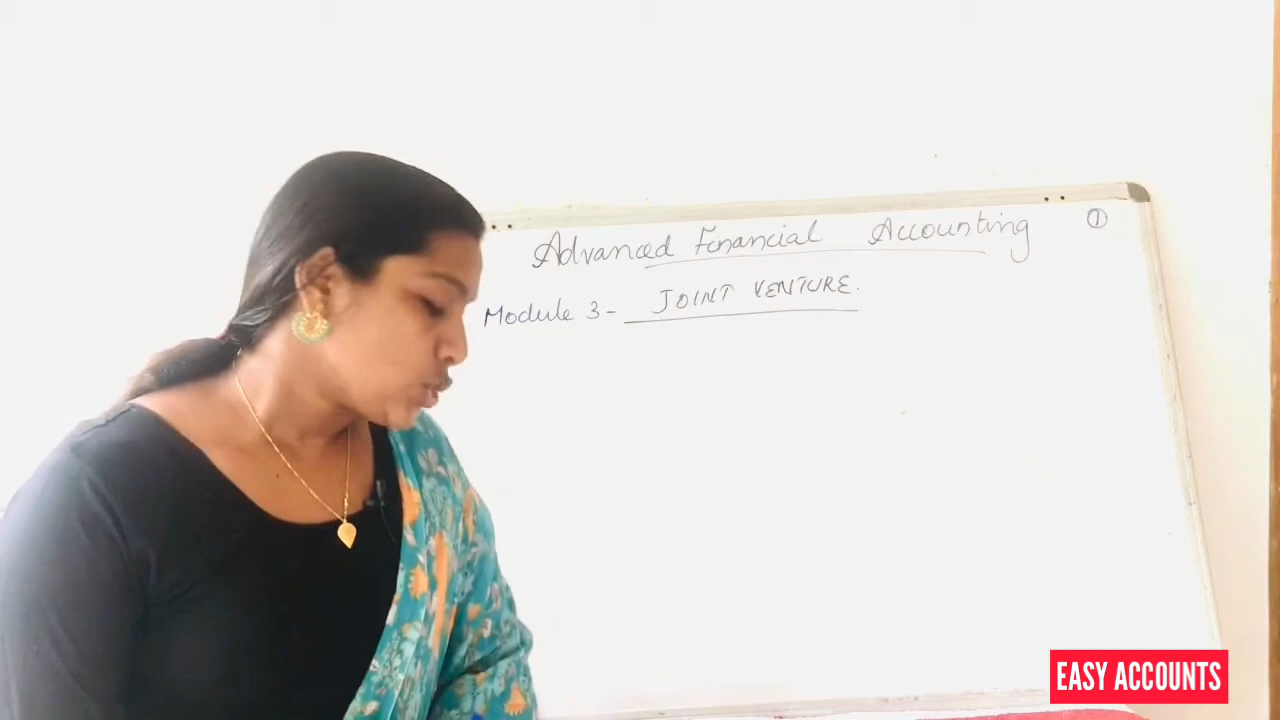 Advanced Financial Accounting ①
Module 3 - JOINT VENTURE.
EASY ACCOUNTS